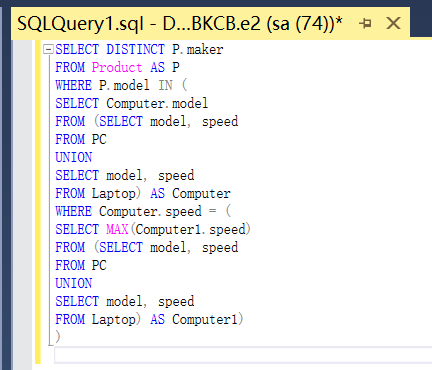 SQLQuery1.sql - D...BKCB.e2 (sa (74))*
SELECT DISTINCT P.maker
FROM Product AS P
WHERE P.model IN (
SELECT Computer.model
FROM (SELECT model, speed
FROM PC
UNION
SELECT model, speed
FROM Laptop) AS Computer
WHERE Computer.speed = (
SELECT MAX(Computer1.speed)
FROM (SELECT model, speed
FROM PC
UNION
SELECT model, speed
FROM Laptop) AS Computer1)
)